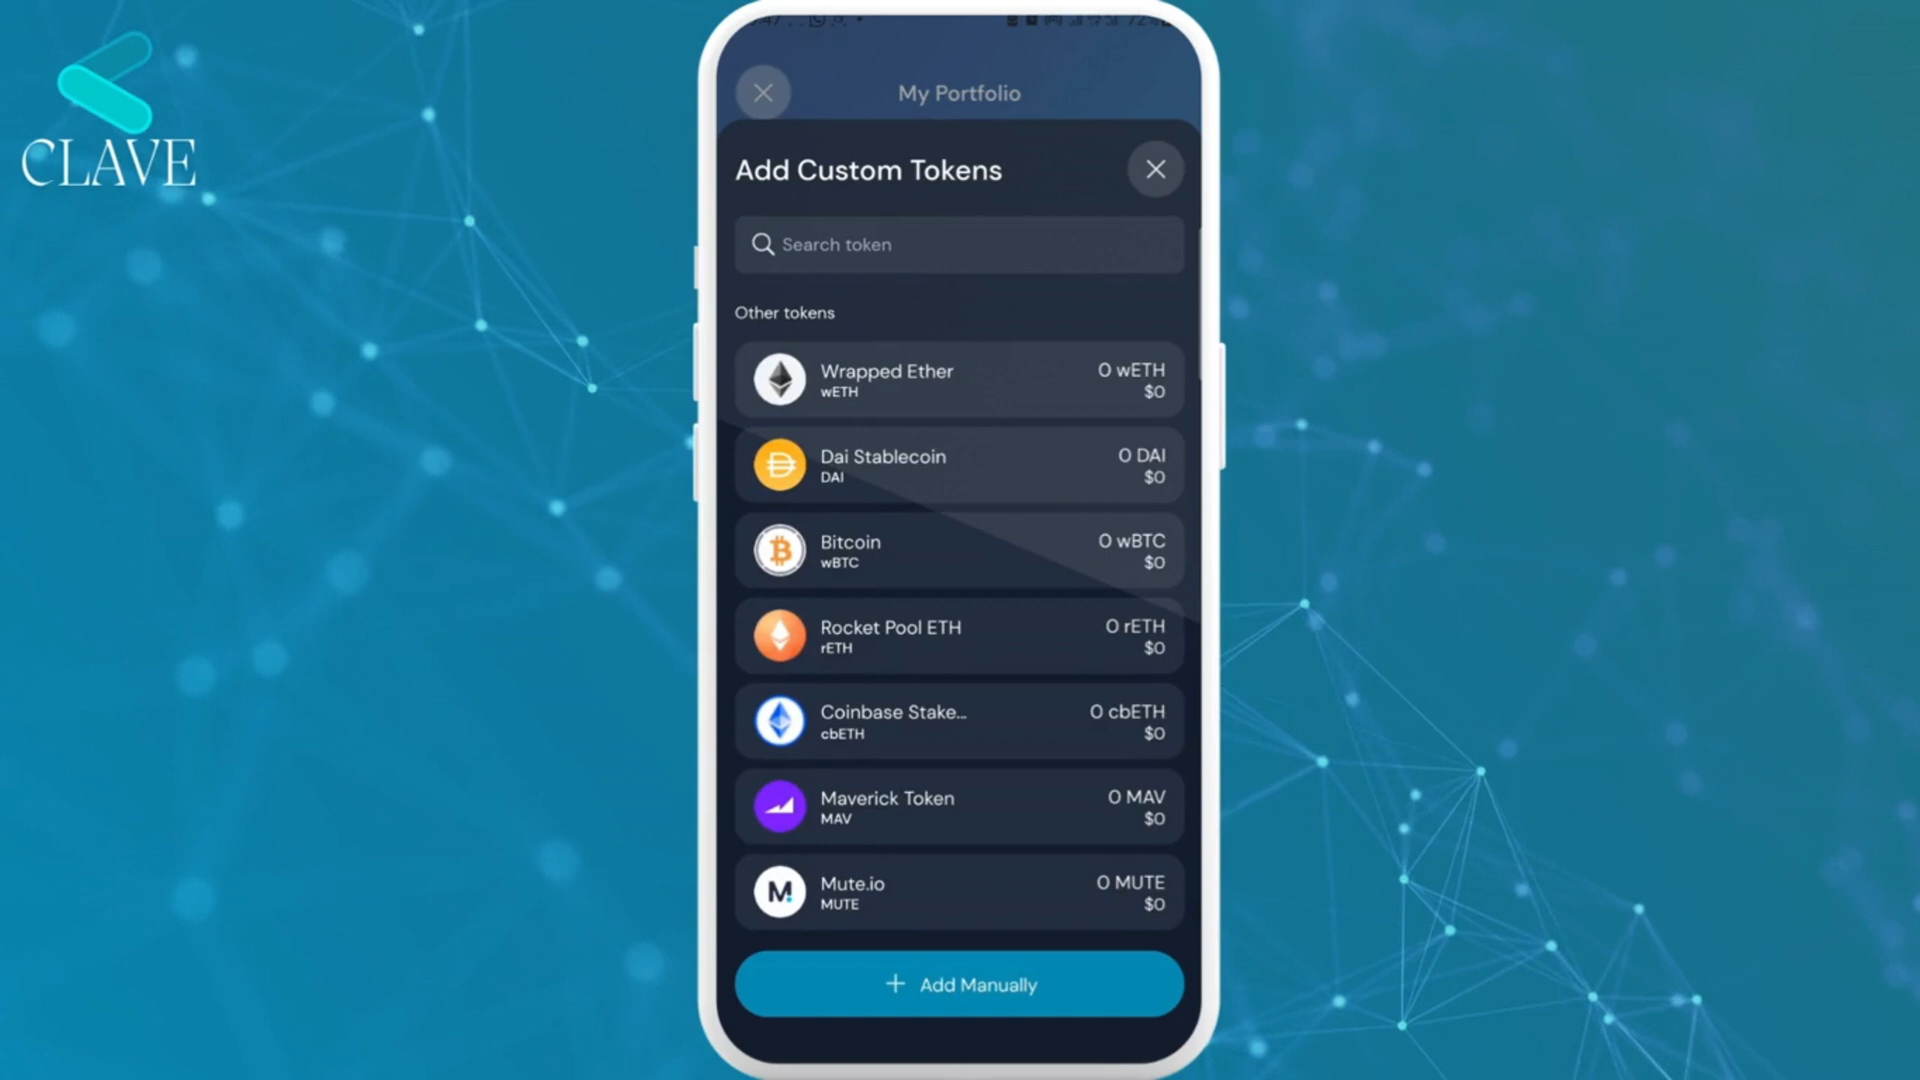 CLAVE
My Portfolio
Add Custom Tokens
Search token
Other tokens
Wrapped Ether
0 wETH
wETH
$0
Dai Stablecoin
0 DAI
DAI
$0
Bitcoin
0 wBTC
wBTC
$0
Rocket Pool ETH
0 rETH
rETH
$0
Coinbase Stake...
0 cbETH
cbETH
$0
Maverick Token
0 MAV
MAV
$0
M.
Mute.io
0 MUTE
MUTE
$0
+ Add Manually